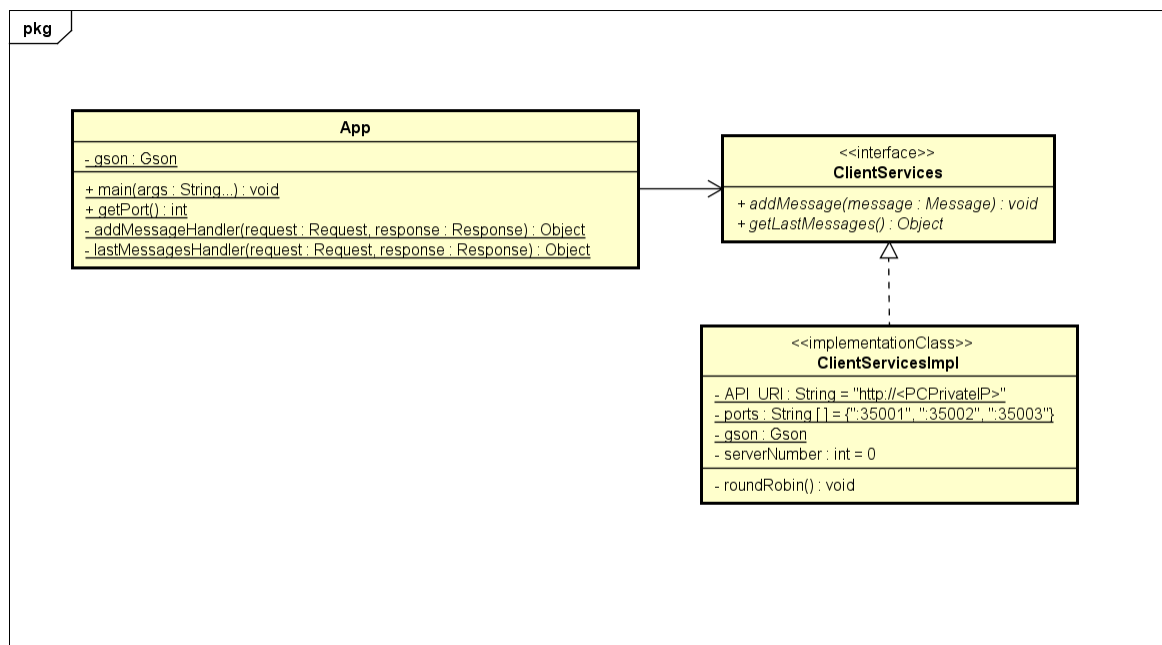 pkg
App
- gson : Gson
+ main(args : String...) : void
+ getPort() : int
- addMessageHandler(request : Request, response : Response) : Object
- lastMessagesHandler(request : Request, response : Response) : Object
<<interface>>
ClientServices
+ addMessage(message : Message) : void
+ getLastMessages() : Object
<<implementationClass>>
ClientServicesImpl
- API_URI : String = "http://<PCPrivateIP>"
- ports : String [ ] = {":35001", ":35002", ":35003"}
- gson : Gson
- serverNumber : int = 0
- roundRobin() : void